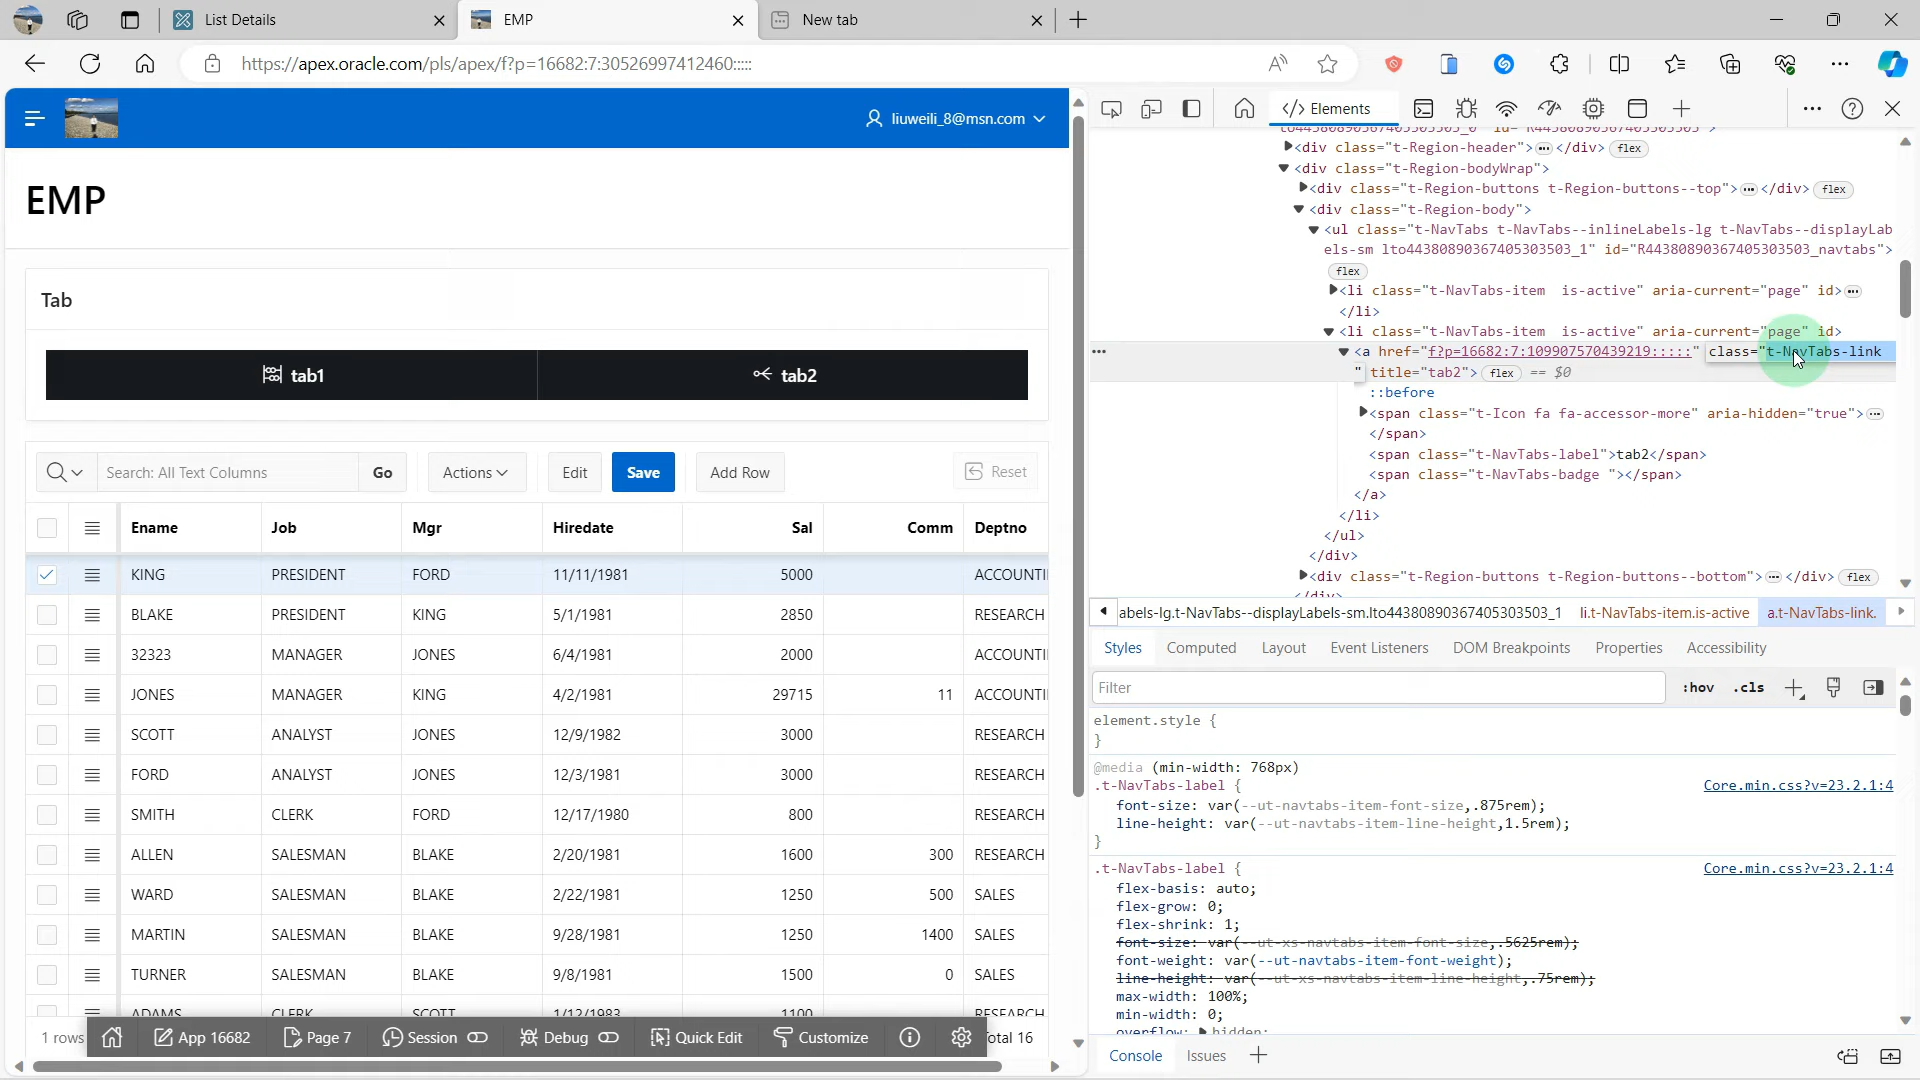 List Details
EMP
New tab
https://apex.oracle.com/pls/apex/f?p=16682:7:30526997412460:::::
liuweili_8@msn.com
EMP
Tab
tab1
tab2
Search: All Text Columns
Go
Actions
Edit
Save
Add Row
Reset
Ename Job Mgr Hiredate Sal Comm Deptno
KING PRESIDENT FORD 11/11/1981 5000 ACCOUNTI
BLAKE PRESIDENT KING 5/1/1981 2850 RESEARCH
32323 MANAGER JONES 6/4/1981 2000 ACCOUNTI
JONES MANAGER KING 4/2/1981 29715 11 ACCOUNTI
SCOTT ANALYST JONES 12/9/1982 3000 RESEARCH
FORD ANALYST JONES 12/3/1981 3000 RESEARCH
SMITH CLERK FORD 12/17/1980 800 RESEARCH
ALLEN SALESMAN BLAKE 2/20/1981 1600 300 RESEARCH
WARD SALESMAN BLAKE 2/22/1981 1250 500 SALES
MARTIN SALESMAN BLAKE 9/28/1981 1250 1400 SALES
TURNER SALESMAN BLAKE 9/8/1981 1500 0 SALES
ADAMS CLERK SCOTT 1/12/1983 1100 RESEARCH
1 rows
App 16682
Page 7
Session
Debug
Quick Edit
Customize
otal 16
</> Elements
lto44380890367405303503_0" id="R44380890367405303503">
<div class="t-Region-header"> </div> flex
<div class="t-Region-bodyWrap">
<div class="t-Region-buttons t-Region-buttons--top"> </div> flex
<div class="t-Region-body">
<ul class="t-NavTabs t-NavTabs--inlineLabels-lg t-NavTabs--displayLab
els-sm lto44380890367405303503_1" id="R44380890367405303503_navtabs">
flex
<li class="t-NavTabs-item  is-active" aria-current="page" id>
</li>
<li class="t-NavTabs-item  is-active" aria-current="page" id>
<a href="f?p=16682:7:109907570439219:::::" class="t-NavTabs-link
" title="tab2"> flex == $0
::before
<span class="t-Icon fa fa-accessor-more" aria-hidden="true">
</span>
<span class="t-NavTabs-label">tab2</span>
<span class="t-NavTabs-badge "></span>
</a>
</li>
</ul>
</div>
<div class="t-Region-buttons t-Region-buttons--bottom"> </div> flex
</div>
abels-lg.t-NavTabs--displayLabels-sm.lto44380890367405303503_1 li.t-NavTabs-item.is-active a.t-NavTabs-link.
Styles Computed Layout Event Listeners DOM Breakpoints Properties Accessibility
Filter
:hov .cls
element.style {
}
@media (min-width: 768px)
.t-NavTabs-label { Core.min.css?v=23.2.1:4
font-size: var(--ut-navtabs-item-font-size,.875rem);
line-height: var(--ut-navtabs-item-line-height,1.5rem);
}
.t-NavTabs-label { Core.min.css?v=23.2.1:4
flex-basis: auto;
flex-grow: 0;
flex-shrink: 1;
font-size: var(--ut-xs-navtabs-item-font-size,.5625rem);
font-weight: var(--ut-navtabs-item-font-weight);
line-height: var(--ut-xs-navtabs-item-line-height,.75rem);
max-width: 100%;
min-width: 0;
overflow: hidden;
Console Issues